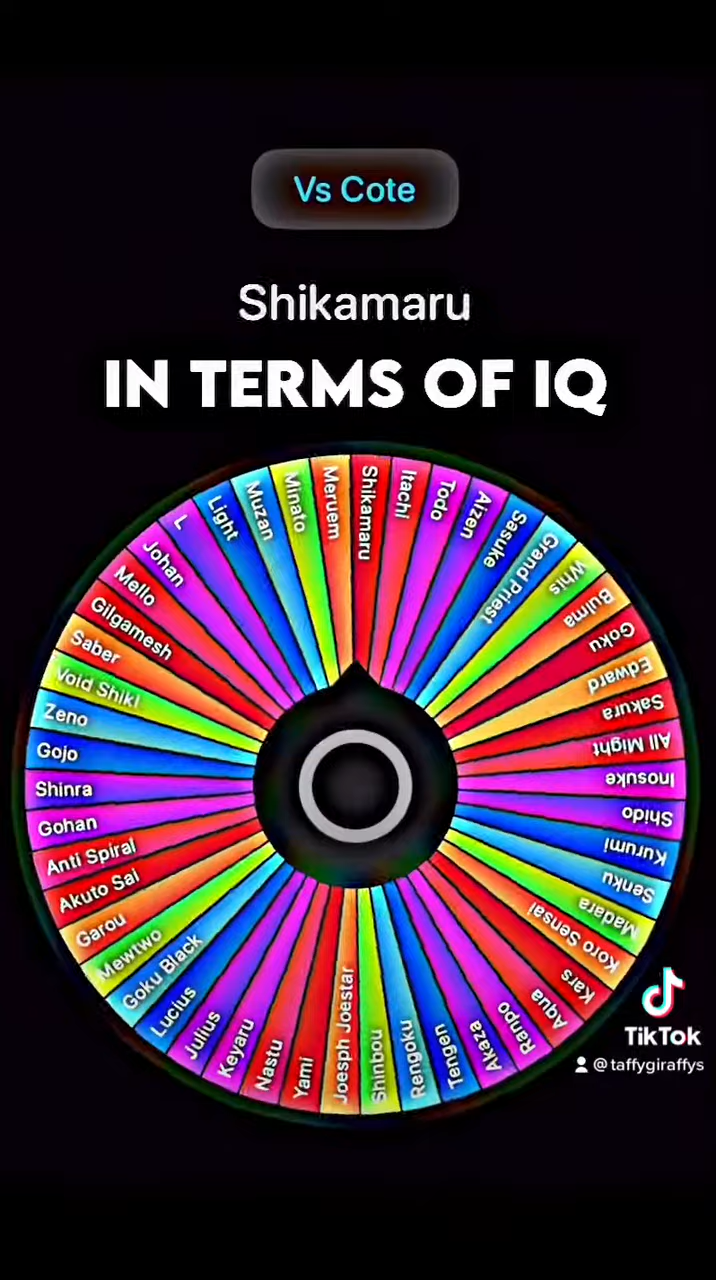 Vs Cote
Shikamaru
IN TERMS OF IQ
Shikamaru
Itachi
Todo
Aizen
Sasuke
Grand Priest
Whis
Bulma
Goku
Edward
Sakura
All Might
Inosuke
Shido
Kurumi
Senku
Madara
Koro Sensai
Kars
Aqua
Ranpo
Akaza
Tengen
Rengoku
Shinbou
Joesph Joestar
Yami
Nastu
Keyaru
Julius
Lucius
Goku Black
Mewtwo
Garou
Akuto Sai
Anti Spiral
Gohan
Shinra
Gojo
Zeno
Void Shiki
Saber
Gilgamesh
Mello
Johan
L
Light
Muzan
Minato
Meruem
TikTok
@taffygiraffys